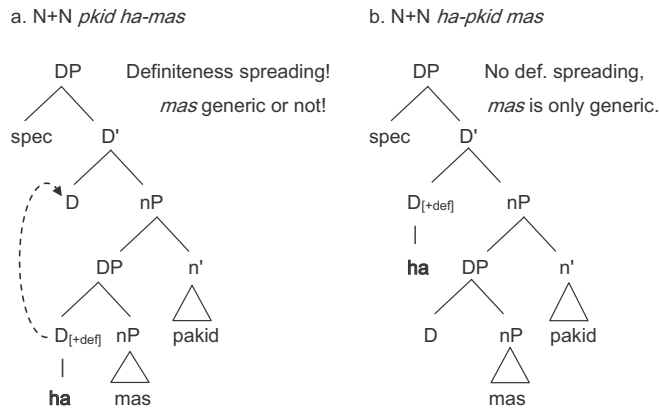 a. N+N pkid ha-mas
DP
Definiteness spreading!
mas generic or not!
spec
D'
D
nP
DP
n'
D[+def]
nP
pakid
ha
mas
b. N+N ha-pkid mas
DP
No def. spreading,
mas is only generic.
spec
D'
D[+def]
nP
ha
DP
n'
D
nP
pakid
mas